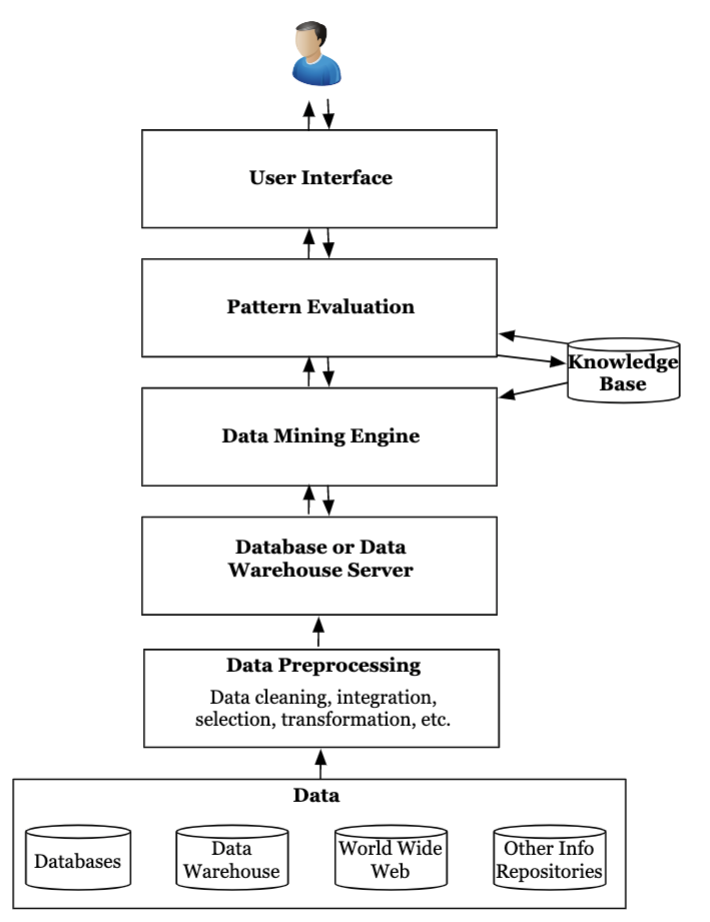 User Interface
Pattern Evaluation
Knowledge
Base
Data Mining Engine
Database or Data
Warehouse Server
Data Preprocessing
Data cleaning, integration,
selection, transformation, etc.
Data
Databases
Data
Warehouse
World Wide
Web
Other Info
Repositories